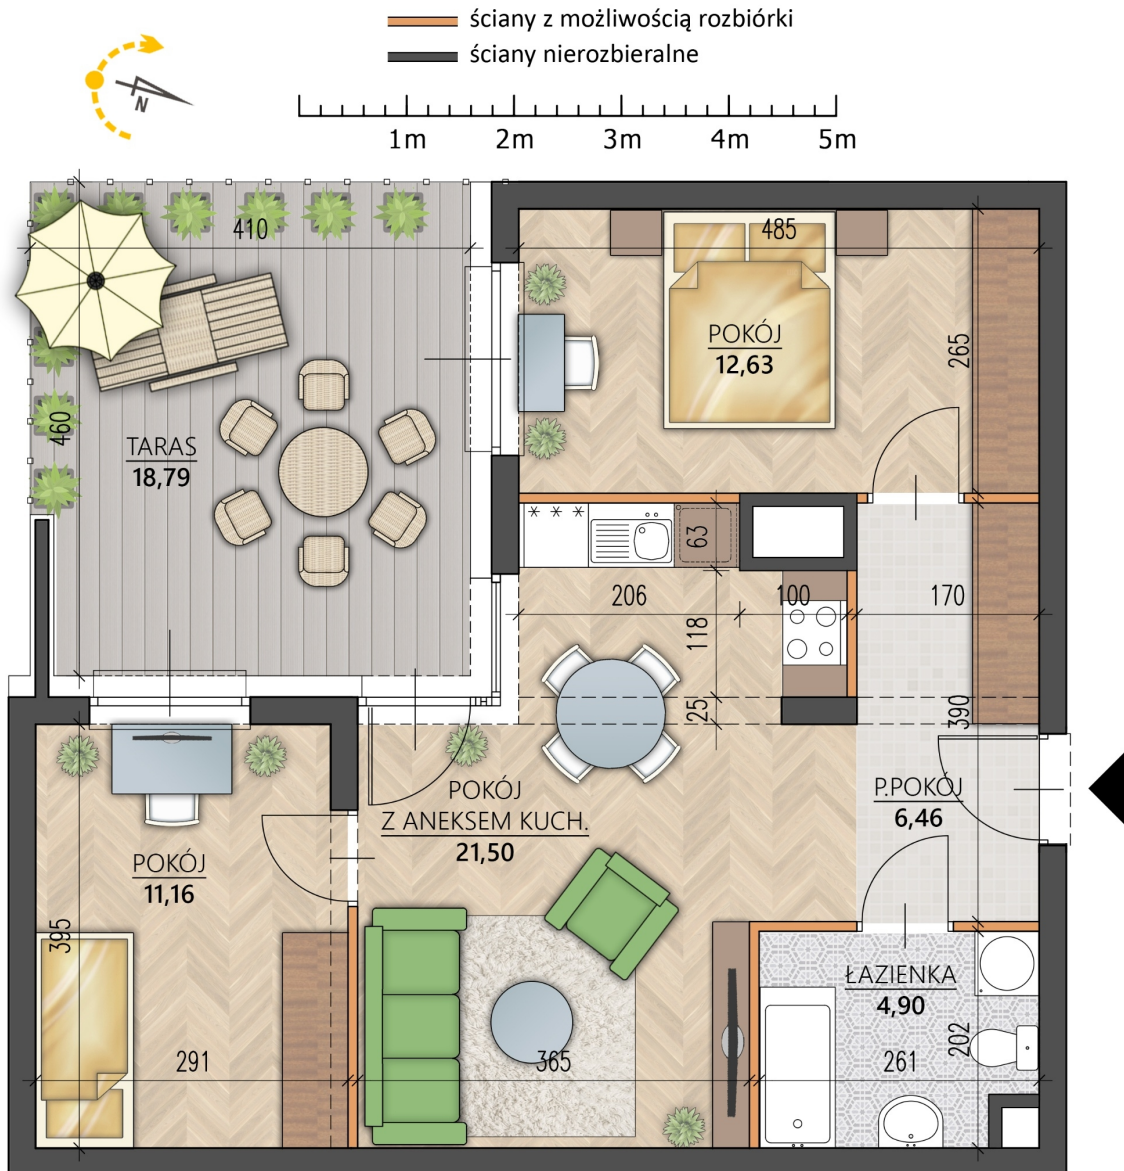 ściany z możliwością rozbiórki
ściany nierozbieralne
N
1m 2m 3m 4m 5m
410
485
POKÓJ
12,63
265
460
TARAS
18,79
* * *
63
206
100
170
118
25
390
POKÓJ
Z ANEKSEM KUCH.
21,50
P.POKÓJ
6,46
POKÓJ
11,16
395
ŁAZIENKA
4,90
202
291
365
261